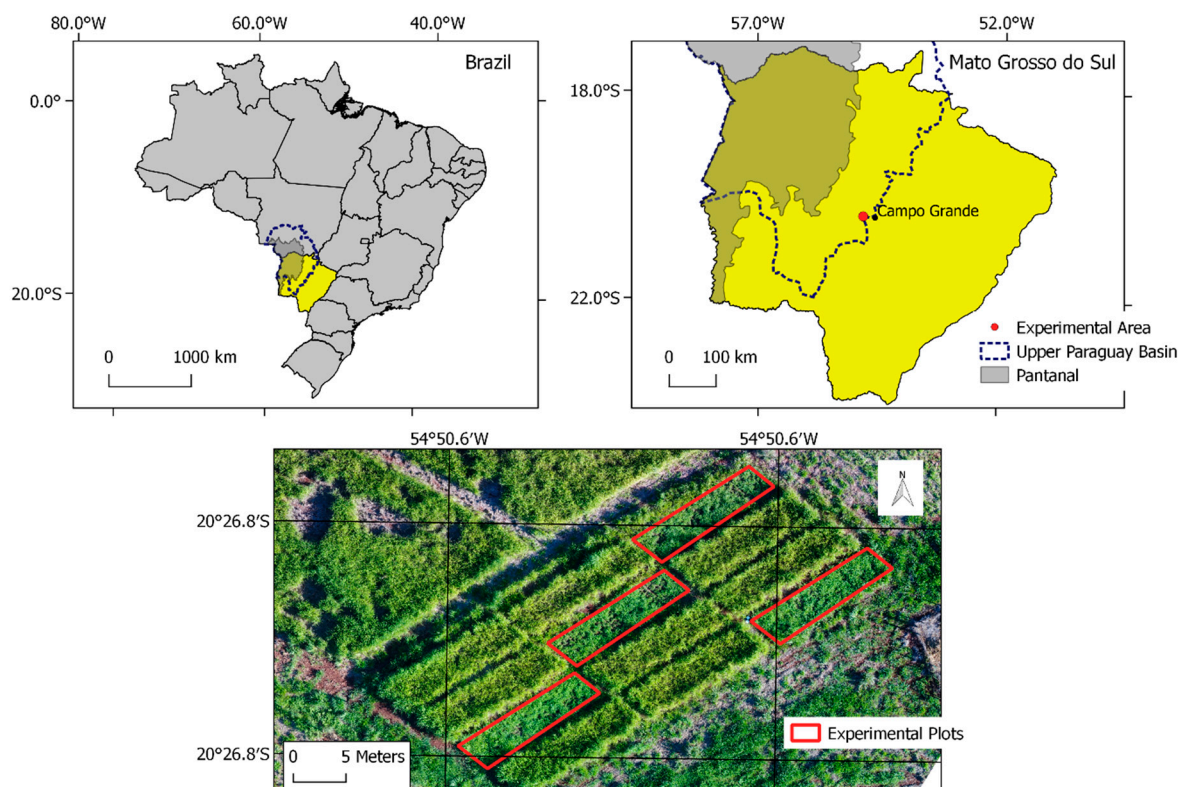 80.0°W 60.0°W 40.0°W
Brazil
0.0°
20.0°S
0 1000 km
57.0°W 52.0°W
Mato Grosso do Sul
18.0°S
Campo Grande
22.0°S
0 100 km
Experimental Area
Upper Paraguay Basin
Pantanal
54°50.6'W 54°50.6'W
N
20°26.8'S
20°26.8'S
0 5 Meters
Experimental Plots